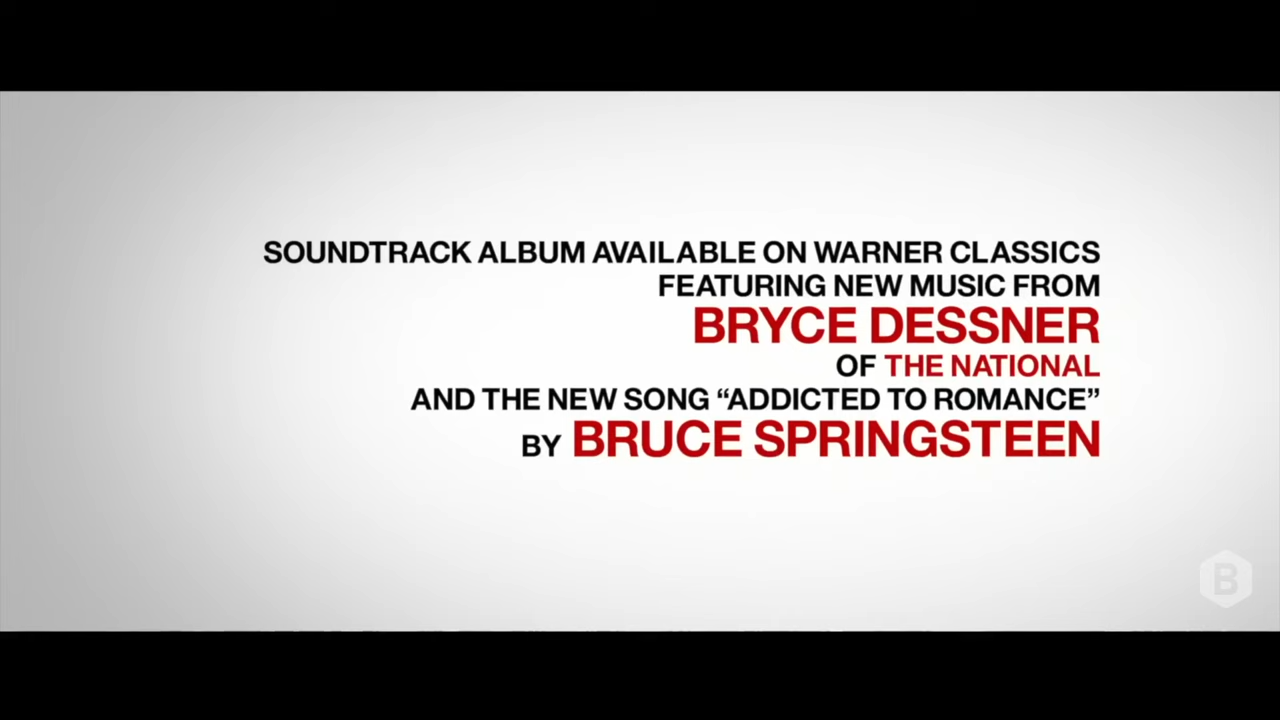 SOUNDTRACK ALBUM AVAILABLE ON WARNER CLASSICS
FEATURING NEW MUSIC FROM
BRYCE DESSNER
OF THE NATIONAL
AND THE NEW SONG “ADDICTED TO ROMANCE”
BY BRUCE SPRINGSTEEN
B